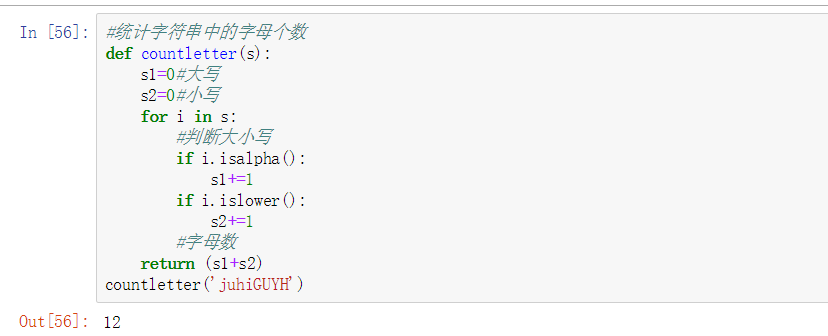 In [56]: #统计字符串中的字母个数
def countletter(s):
    s1=0#大写
    s2=0#小写
    for i in s:
        #判断大小写
        if i.isalpha():
            s1+=1
        if i.islower():
            s2+=1
        #字母数
    return (s1+s2)
countletter('juhiGUYH')
Out[56]: 12